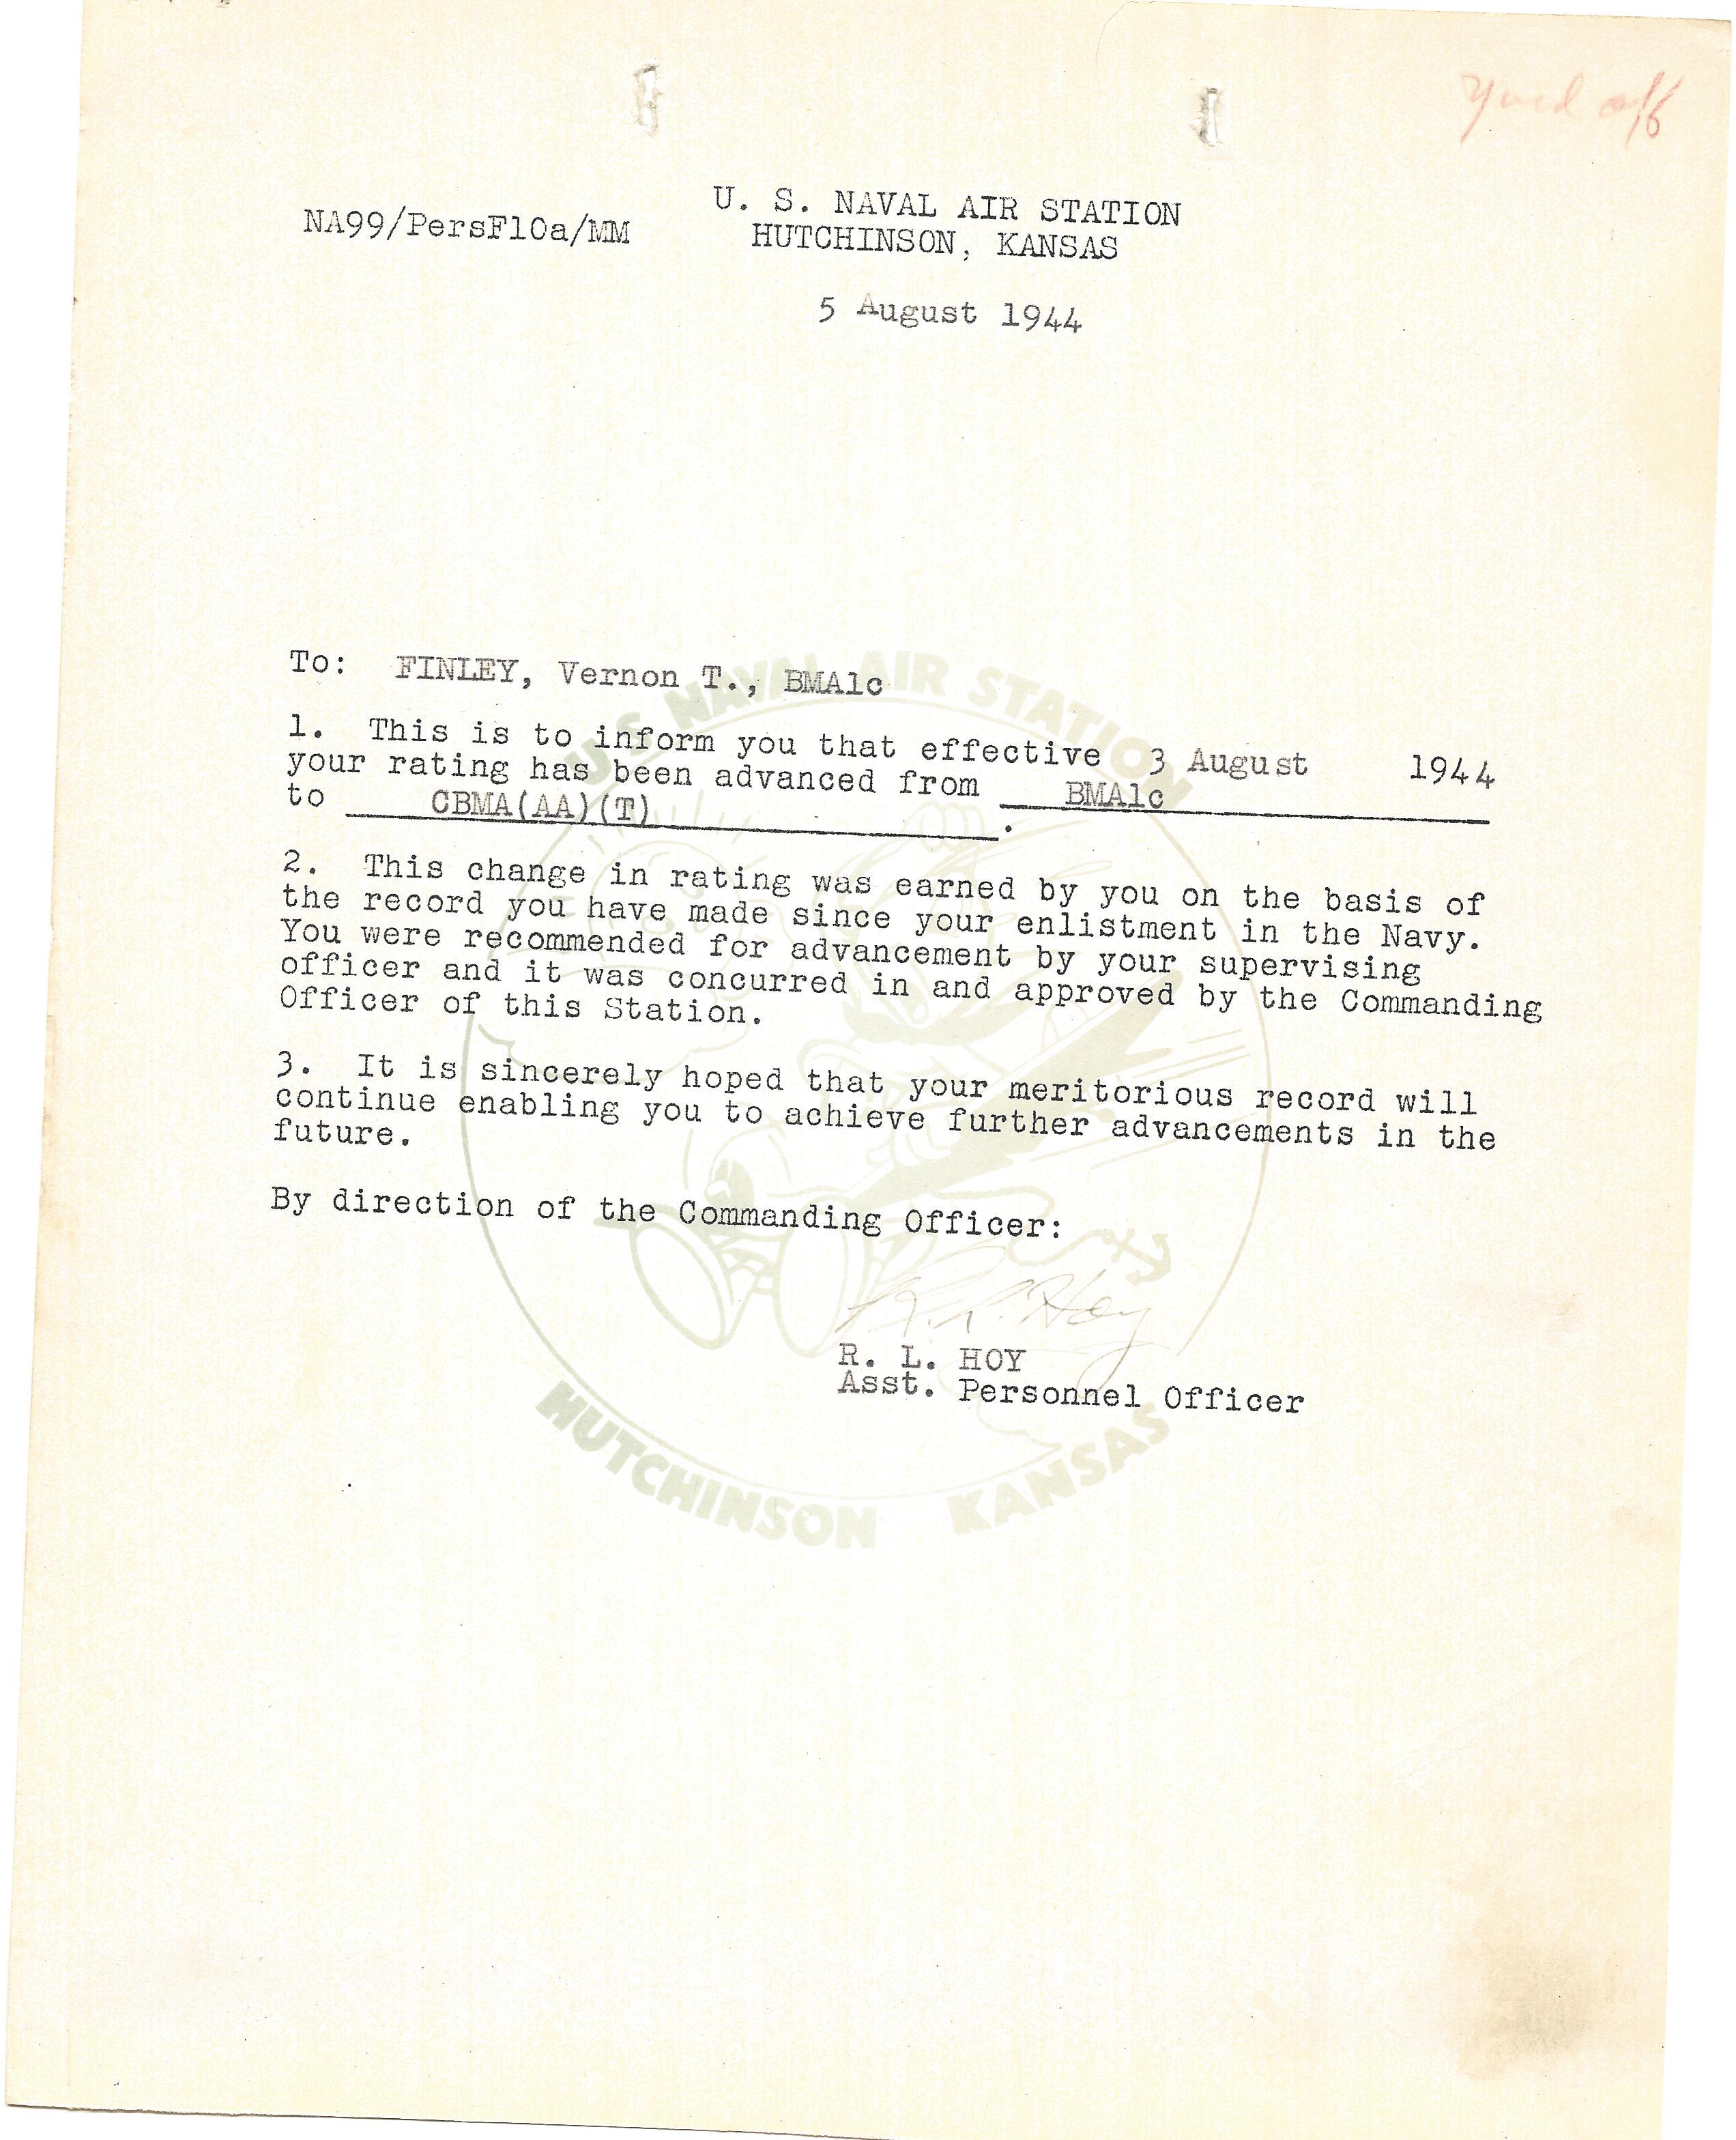 Yard off
U. S. NAVAL AIR STATION
NA99/PersF10a/MM
HUTCHINSON, KANSAS
5 August 1944
To: FINLEY, Vernon T., BMA1c
1. This is to inform you that effective 3 August 1944
your rating has been advanced from BMA1c
to CBMA(AA)(T).
2. This change in rating was earned by you on the basis of
the record you have made since your enlistment in the Navy.
You were recommended for advancement by your supervising
officer and it was concurred in and approved by the Commanding
Officer of this Station.
3. It is sincerely hoped that your meritorious record will
continue enabling you to achieve further advancements in the
future.
By direction of the Commanding Officer:
R. L. Hoy
R. L. HOY
Asst. Personnel Officer
U S NAVAL AIR STATION
HUTCHINSON KANSAS